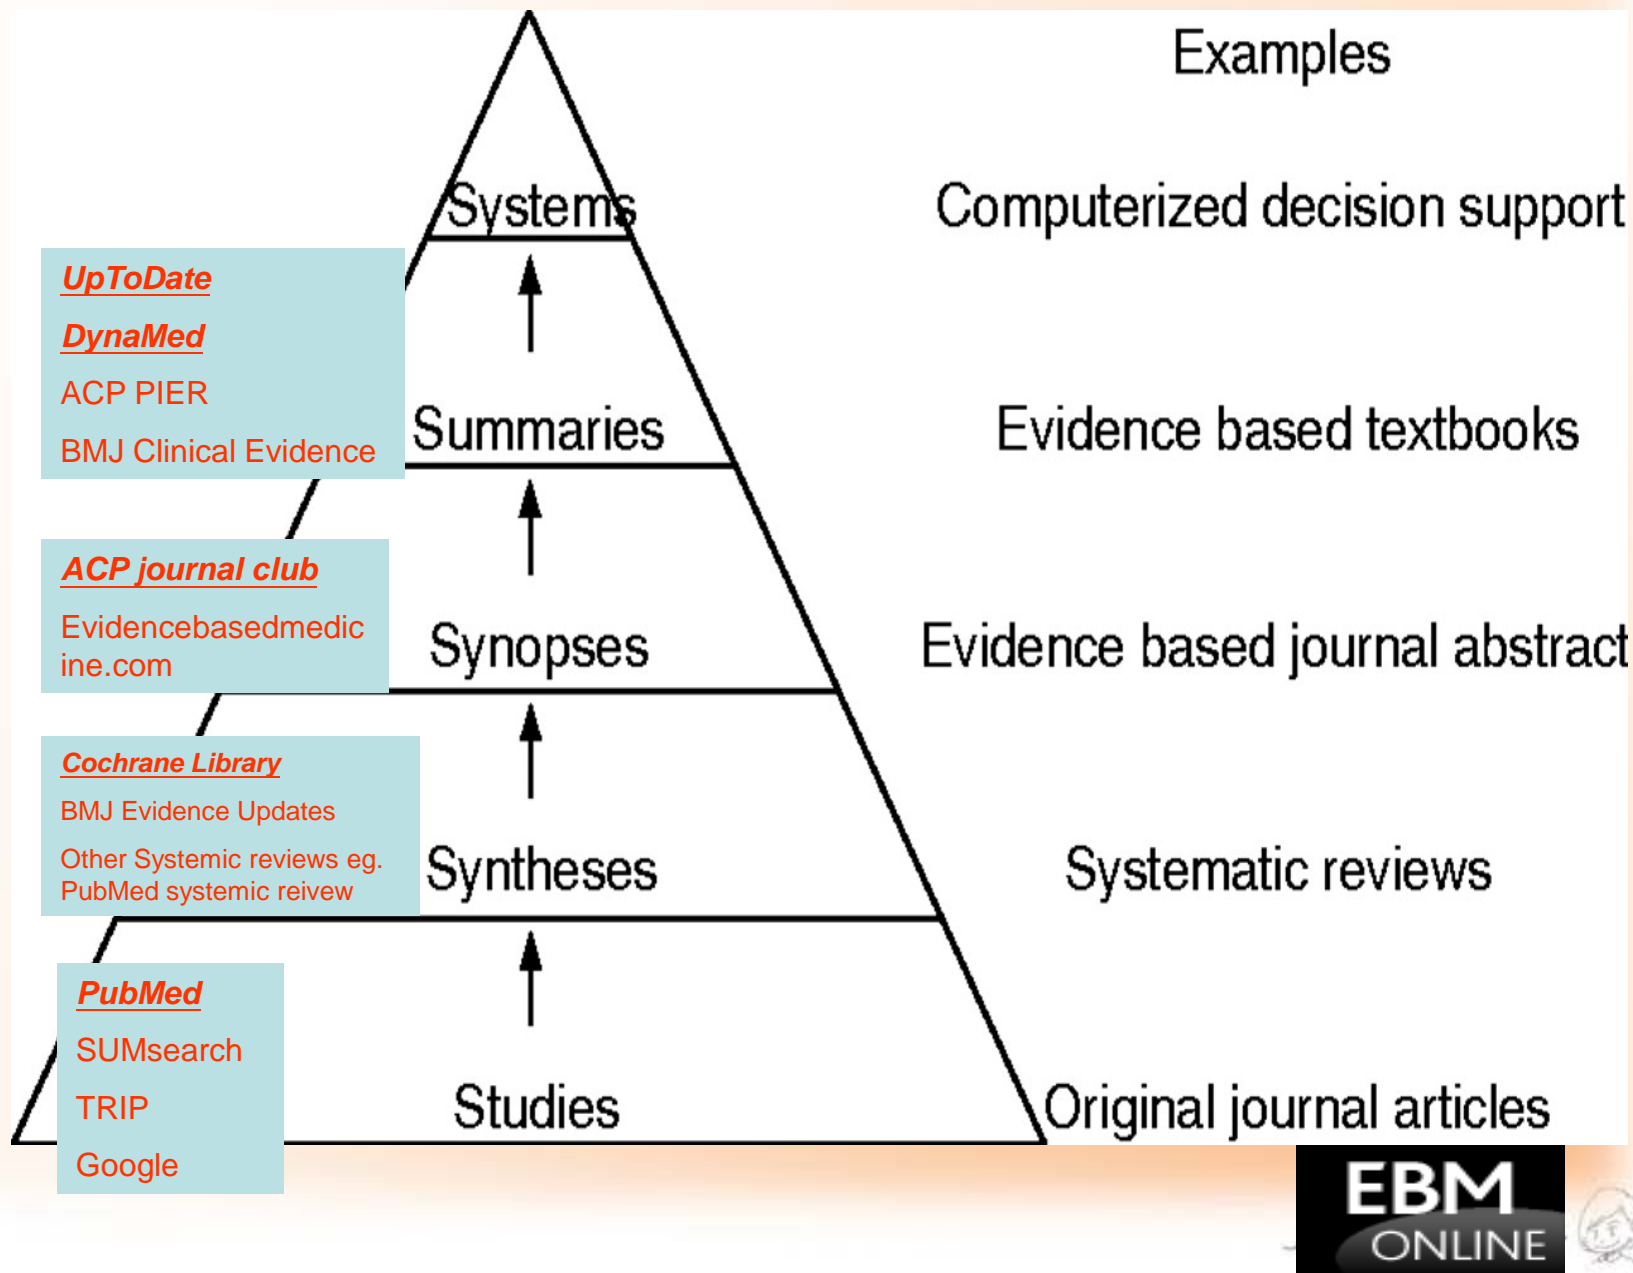 Examples
Systems
Computerized decision support
UpToDate
DynaMed
ACP PIER
BMJ Clinical Evidence
Summaries
Evidence based textbooks
ACP journal club
Evidencebasedmedic
ine.com
Synopses
Evidence based journal abstract
Cochrane Library
BMJ Evidence Updates
Other Systemic reviews eg.
PubMed systemic reivew
Syntheses
Systematic reviews
PubMed
SUMsearch
TRIP
Google
Studies
Original journal articles
EBM
ONLINE